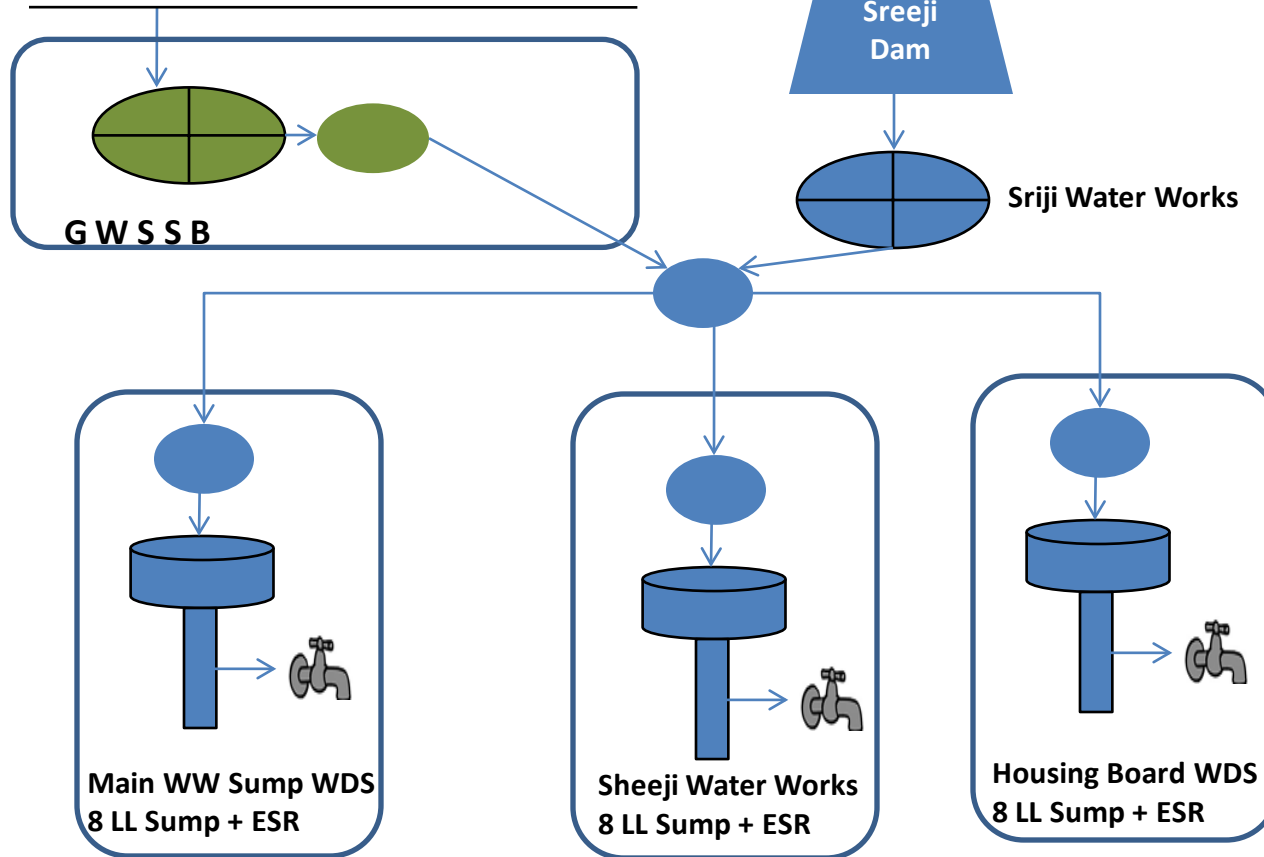 Sreeji
Dam
G W S S B
Sriji Water Works
Main WW Sump WDS
8 LL Sump + ESR
Sheeji Water Works
8 LL Sump + ESR
Housing Board WDS
8 LL Sump + ESR